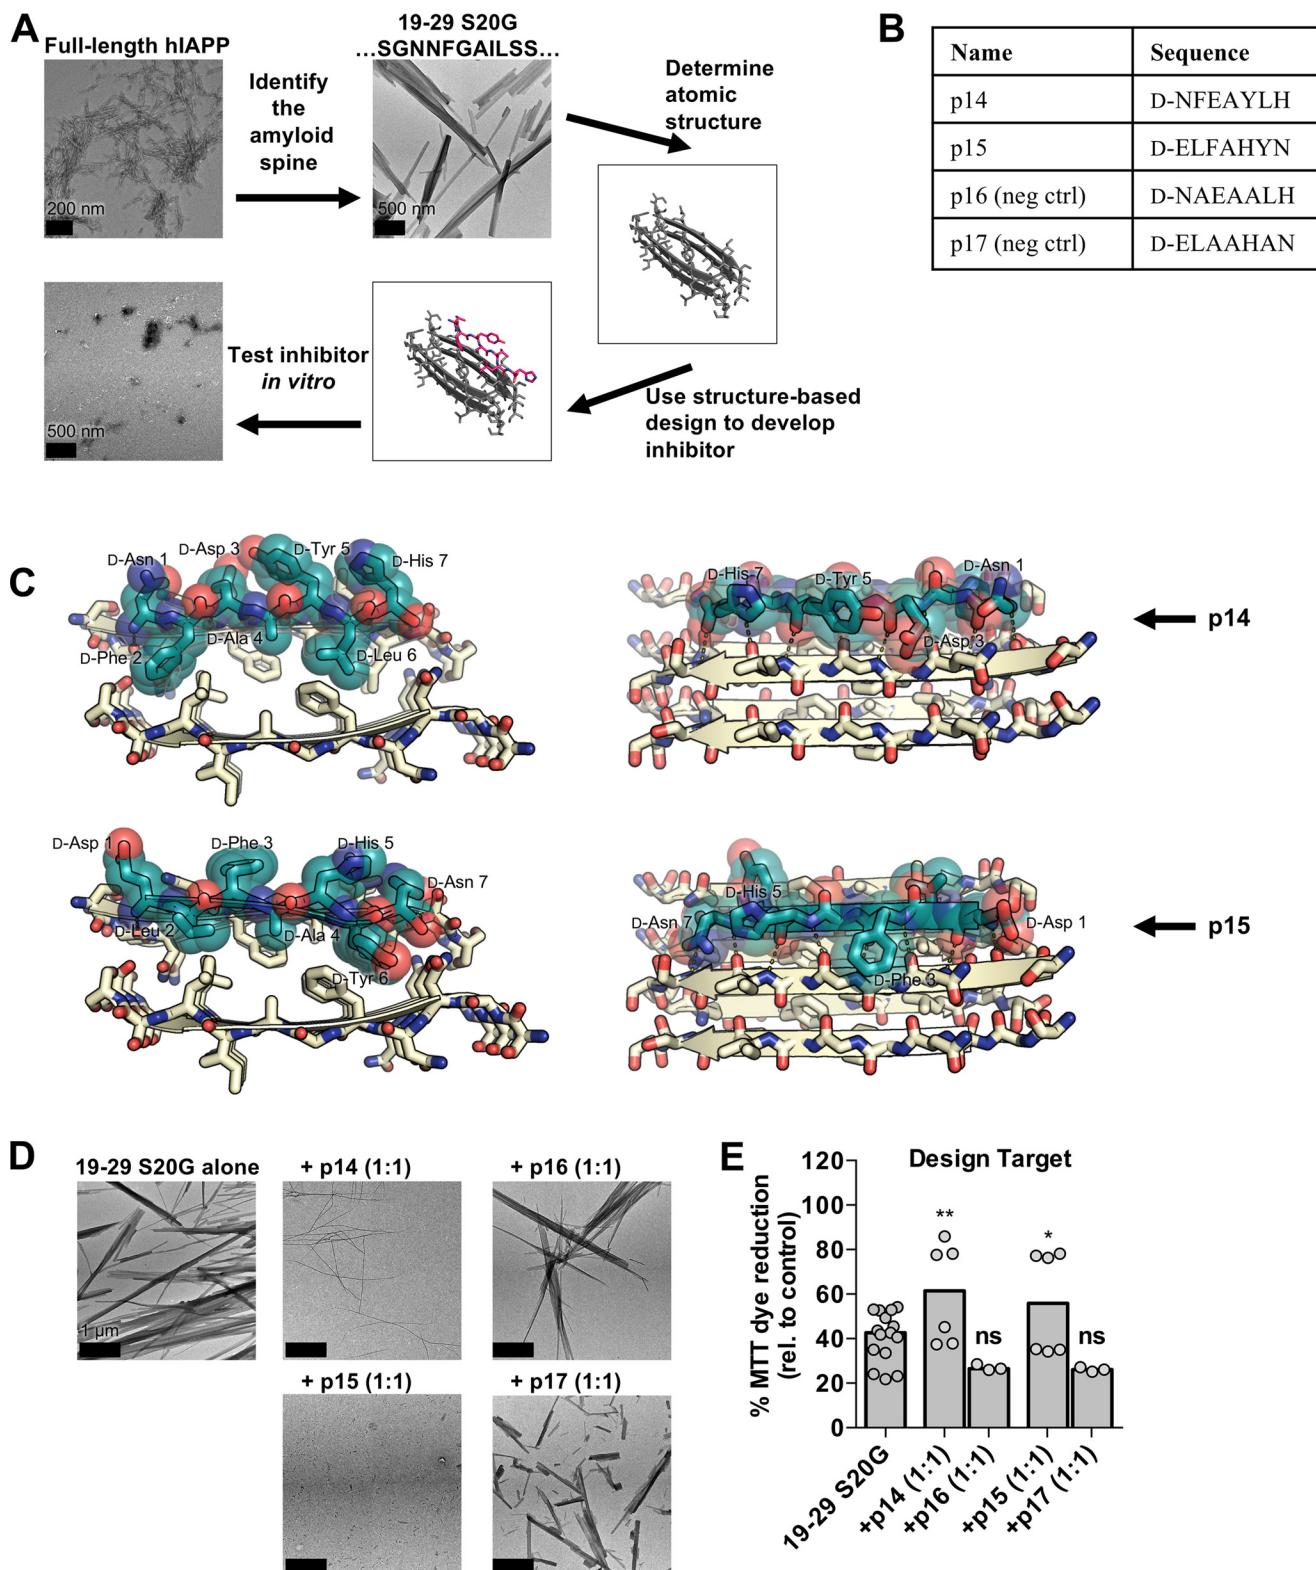 A
Full-length hIAPP
200 nm
Identify
the
amyloid
spine
19-29 S20G
...SGNNFGAILSS...
500 nm
Determine
atomic
structure
Use structure-based
design to develop
inhibitor
Test inhibitor
in vitro
500 nm
B
Name Sequence
p14 D-NFEAYLH
p15 D-ELFAHYN
p16 (neg ctrl) D-NAEAALH
p17 (neg ctrl) D-ELAAHAN
C
D-Asn 1
D-Asp 3
D-Tyr 5
D-His 7
D-Phe 2
D-Ala 4
D-Leu 6
D-His 7
D-Tyr 5
D-Asn 1
D-Asp 3
p14
D-Asp 1
D-Phe 3
D-His 5
D-Asn 7
D-Leu 2
D-Ala 4
D-Tyr 6
D-His 5
D-Asn 7
D-Asp 1
D-Phe 3
p15
D
19-29 S20G alone
1 µm
+ p14 (1:1)
+ p16 (1:1)
+ p15 (1:1)
+ p17 (1:1)
E
Design Target
% MTT dye reduction
(rel. to control)
120
100
80
60
40
20
0
**
ns
*
ns
19-29 S20G
+p14 (1:1)
+p16 (1:1)
+p15 (1:1)
+p17 (1:1)